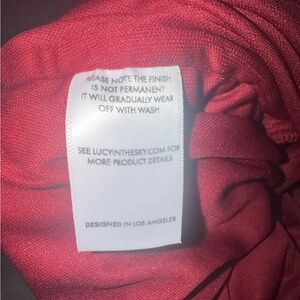 PLEASE NOTE THE FINISH
IS NOT PERMANENT
IT WILL GRADUALLY WEAR
OFF WITH WASH
SEE LUCYINTHESKY.COM FOR
MORE PRODUCT DETAILS
DESIGNED IN LOS ANGELES